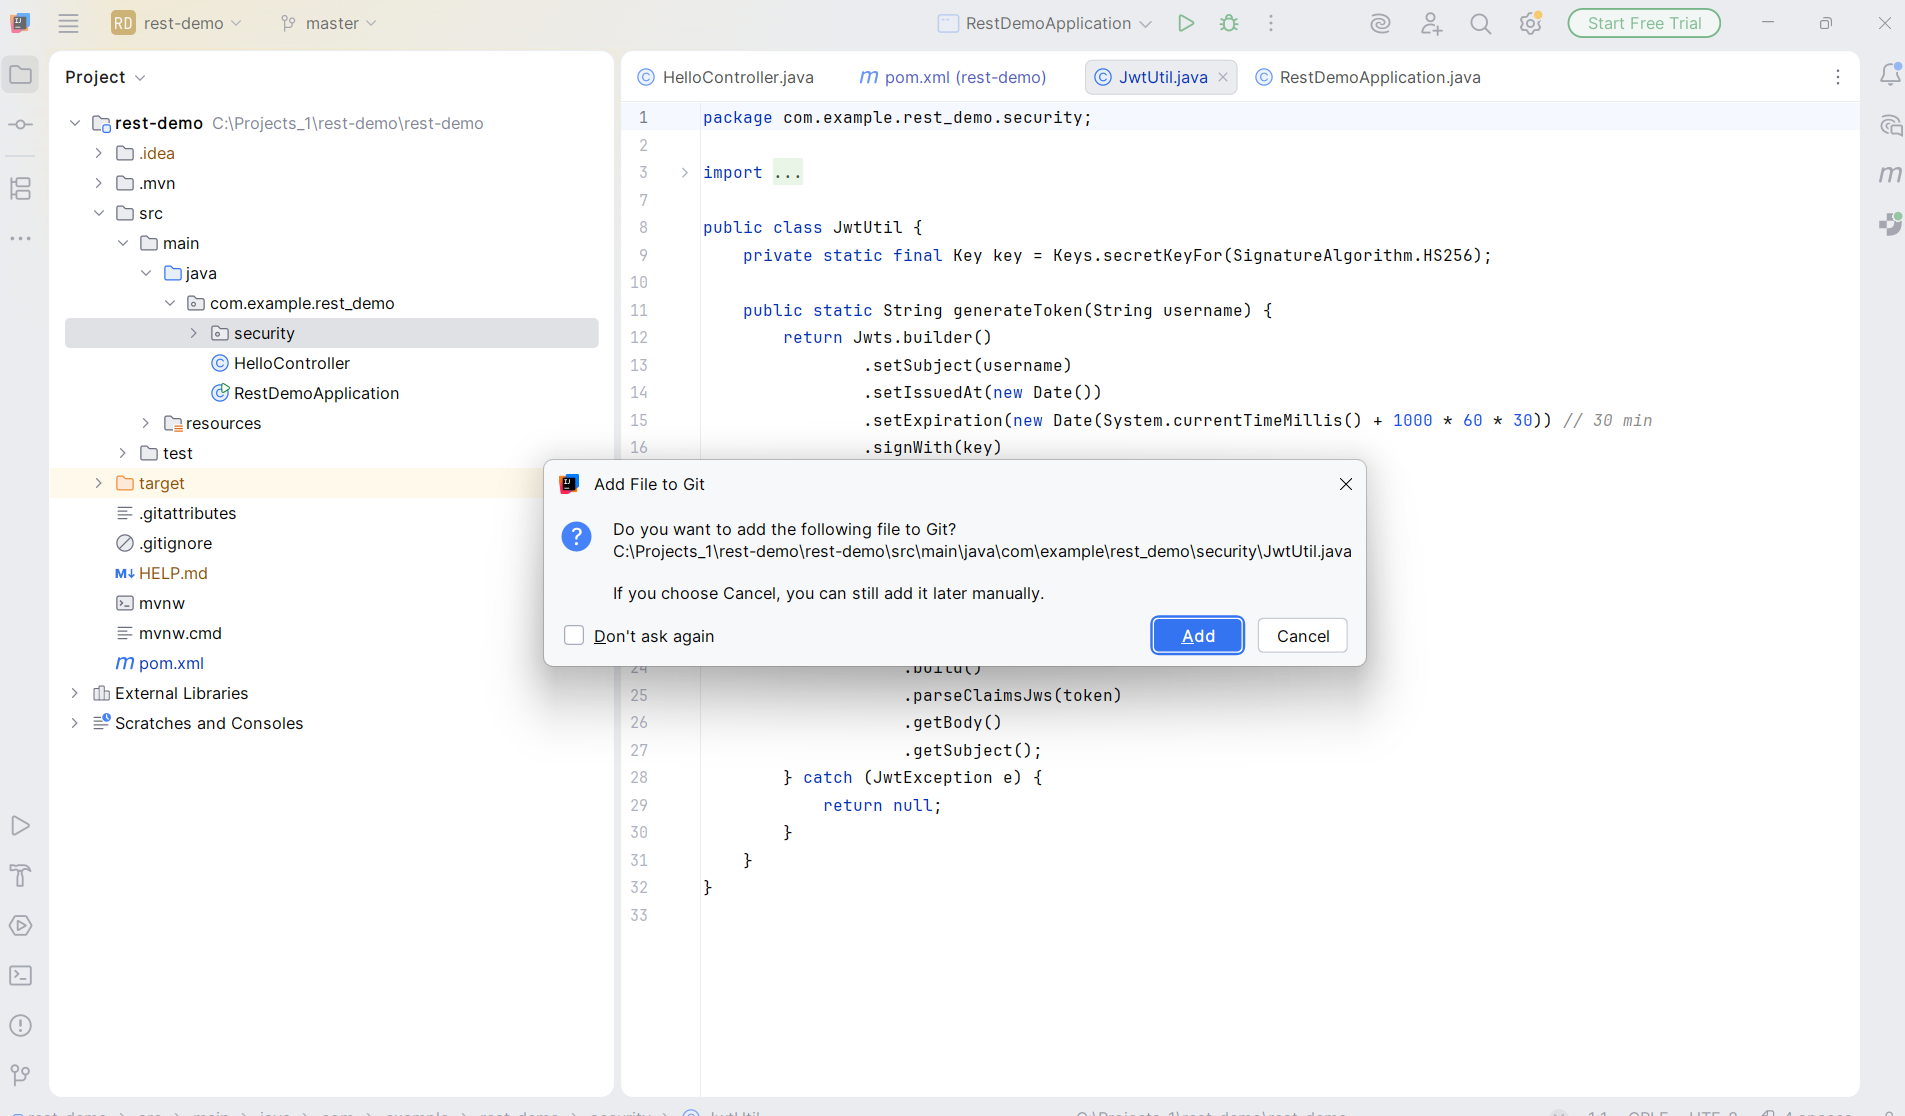 RD rest-demo master RestDemoApplication Start Free Trial
Project
HelloController.java pom.xml (rest-demo) JwtUtil.java RestDemoApplication.java
rest-demo C:\Projects_1\rest-demo\rest-demo
.idea
.mvn
src
main
java
com.example.rest_demo
security
HelloController
RestDemoApplication
resources
test
target
.gitattributes
.gitignore
M↓ HELP.md
mvnw
mvnw.cmd
m pom.xml
External Libraries
Scratches and Consoles
1 package com.example.rest_demo.security;
2
3 import ...
7
8 public class JwtUtil {
9 private static final Key key = Keys.secretKeyFor(SignatureAlgorithm.HS256);
10
11 public static String generateToken(String username) {
12 return Jwts.builder()
13 .setSubject(username)
14 .setIssuedAt(new Date())
15 .setExpiration(new Date(System.currentTimeMillis() + 1000 * 60 * 30)) // 30 min
16 .signWith(key)
Add File to Git
Do you want to add the following file to Git?
C:\Projects_1\rest-demo\rest-demo\src\main\java\com\example\rest_demo\security\JwtUtil.java
If you choose Cancel, you can still add it later manually.
Don't ask again Add Cancel
24 .build()
25 .parseClaimsJws(token)
26 .getBody()
27 .getSubject();
28 } catch (JwtException e) {
29 return null;
30 }
31 }
32 }
33